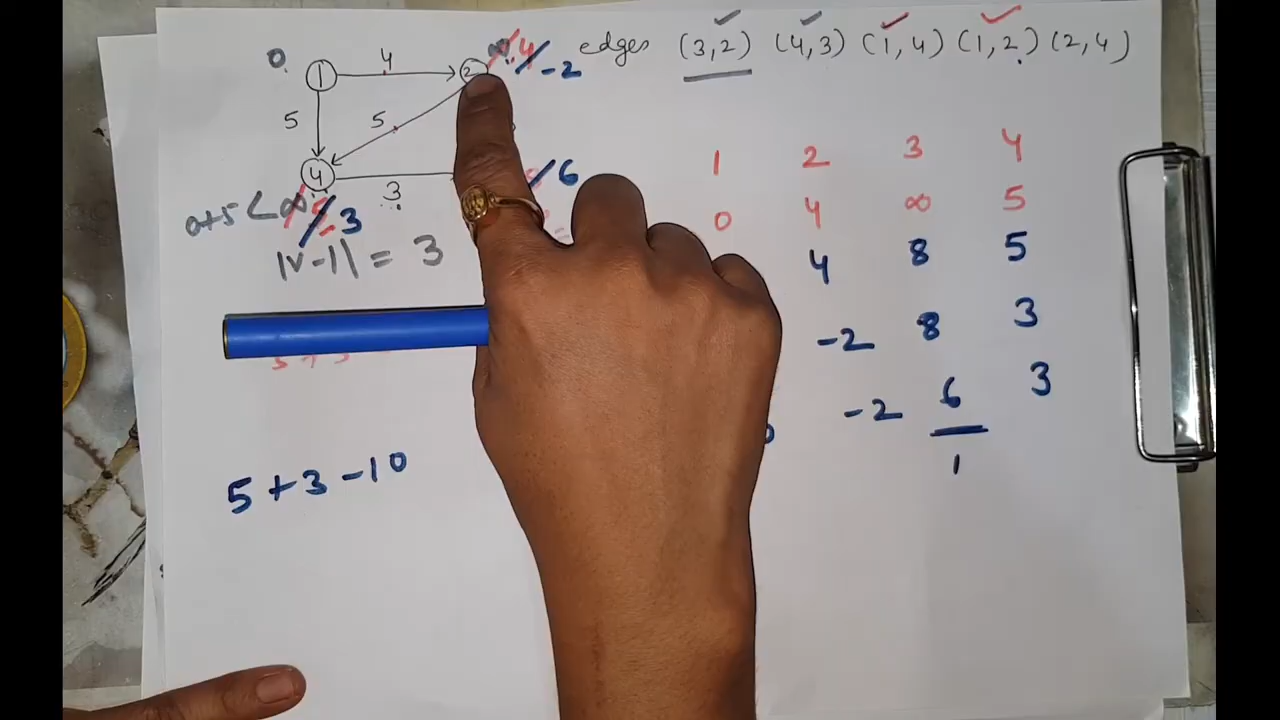 edges (3,2) (4,3) (1,4) (1,2) (2,4)
0 1 4 2 ∞ 4 -2
5 5
4 3 6
0+5 < ∞ 5 3
|V-1| = 3
1 2 3 4
0 4 ∞ 5
4 8 5
-2 8 3
-2 6 3
1
5+3-10